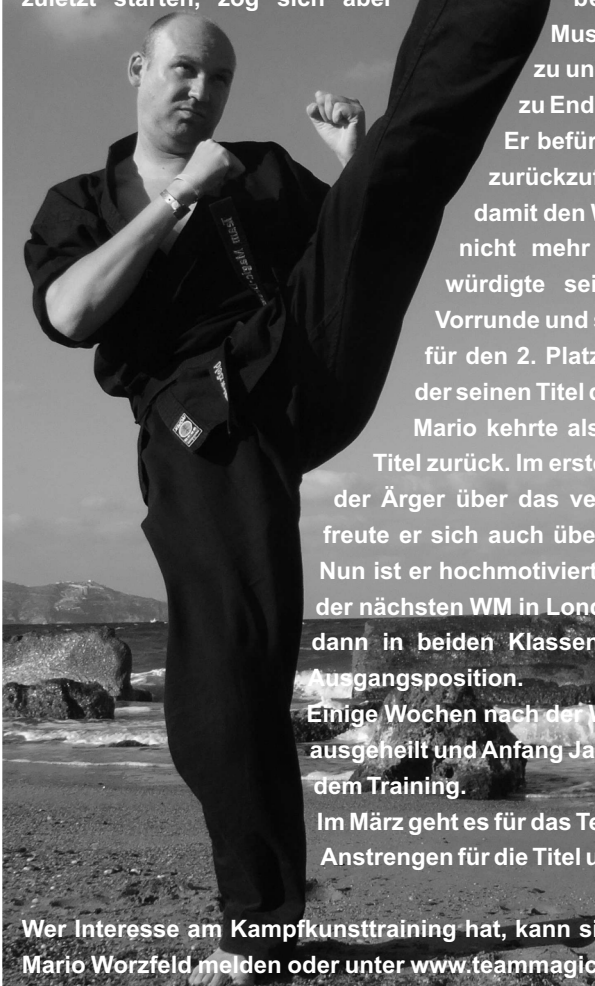 zuletzt starten, zog sich aber be
Mus
zu un
zu End
Er befür
zurückzuf
damit den W
nicht mehr
würdigte sei
Vorrunde und s
für den 2. Platz
der seinen Titel
Mario kehrte als
Titel zurück. Im erste
der Ärger über das ve
freute er sich auch übe
Nun ist er hochmotiviert
der nächsten WM in Lond
dann in beiden Klassen
Ausgangsposition.
Einige Wochen nach der W
ausgeheilt und Anfang Ja
dem Training.
Im März geht es für das Te
Anstrengen für die Titel u
Wer Interesse am Kampfkunsttraining hat, kann si
Mario Worzfeld melden oder unter www.teammagic